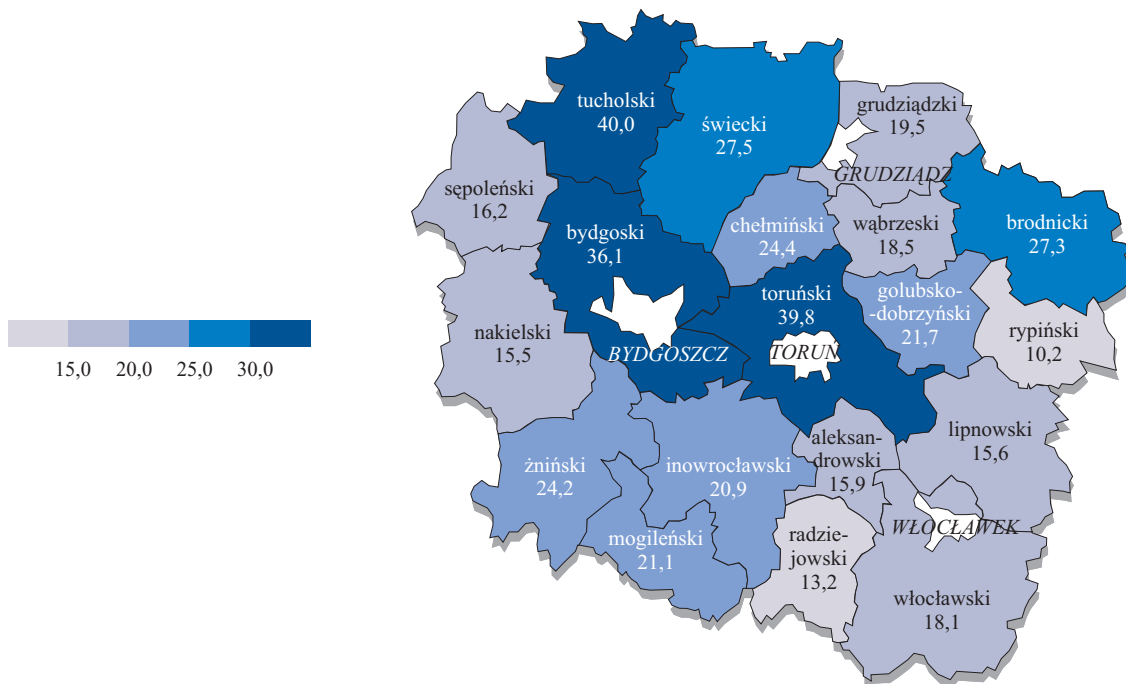 tucholski
40,0
świecki
27,5
grudziądzki
19,5
GRUDZIĄDZ
sępoleński
16,2
bydgoski
36,1
chełmiński
24,4
wąbrzeski
18,5
brodnicki
27,3
toruński
39,8
golubsko-
-dobrzyński
21,7
rypiński
10,2
nakielski
15,5
BYDGOSZCZ
TORUŃ
15,0 20,0 25,0 30,0
aleksan-
drowski
15,9
lipnowski
15,6
żniński
24,2
inowrocławski
20,9
mogileński
21,1
radzie-
jowski
13,2
WŁOCŁAWEK
włocławski
18,1